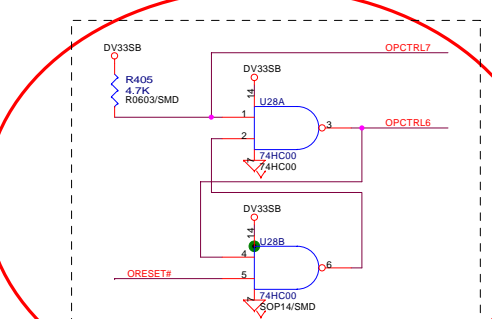 OPCTRL7
DV33SB
R405
4.7K
R0603/SMD
DV33SB
14
U28A
1
2
3
OPCTRL6
7
74HC00
74HC00
DV33SB
14
U28B
4
5
6
ORESET#
7
74HC00
SOP14/SMD